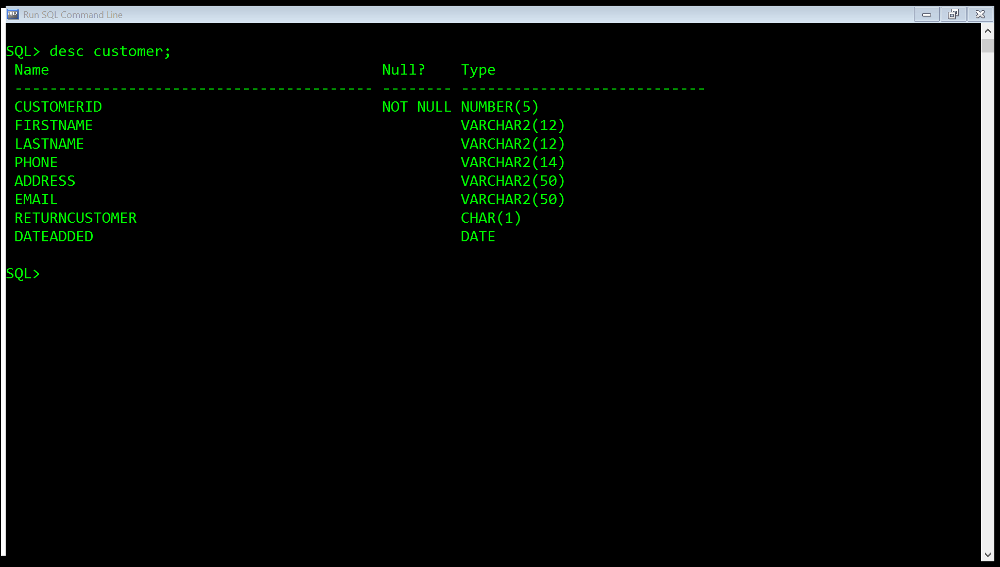 Run SQL Command Line
SQL> desc customer;
Name Null? Type
----------------------------------------- -------- ----------------------------
CUSTOMERID NOT NULL NUMBER(5)
FIRSTNAME VARCHAR2(12)
LASTNAME VARCHAR2(12)
PHONE VARCHAR2(14)
ADDRESS VARCHAR2(50)
EMAIL VARCHAR2(50)
RETURNCUSTOMER CHAR(1)
DATEADDED DATE
SQL>